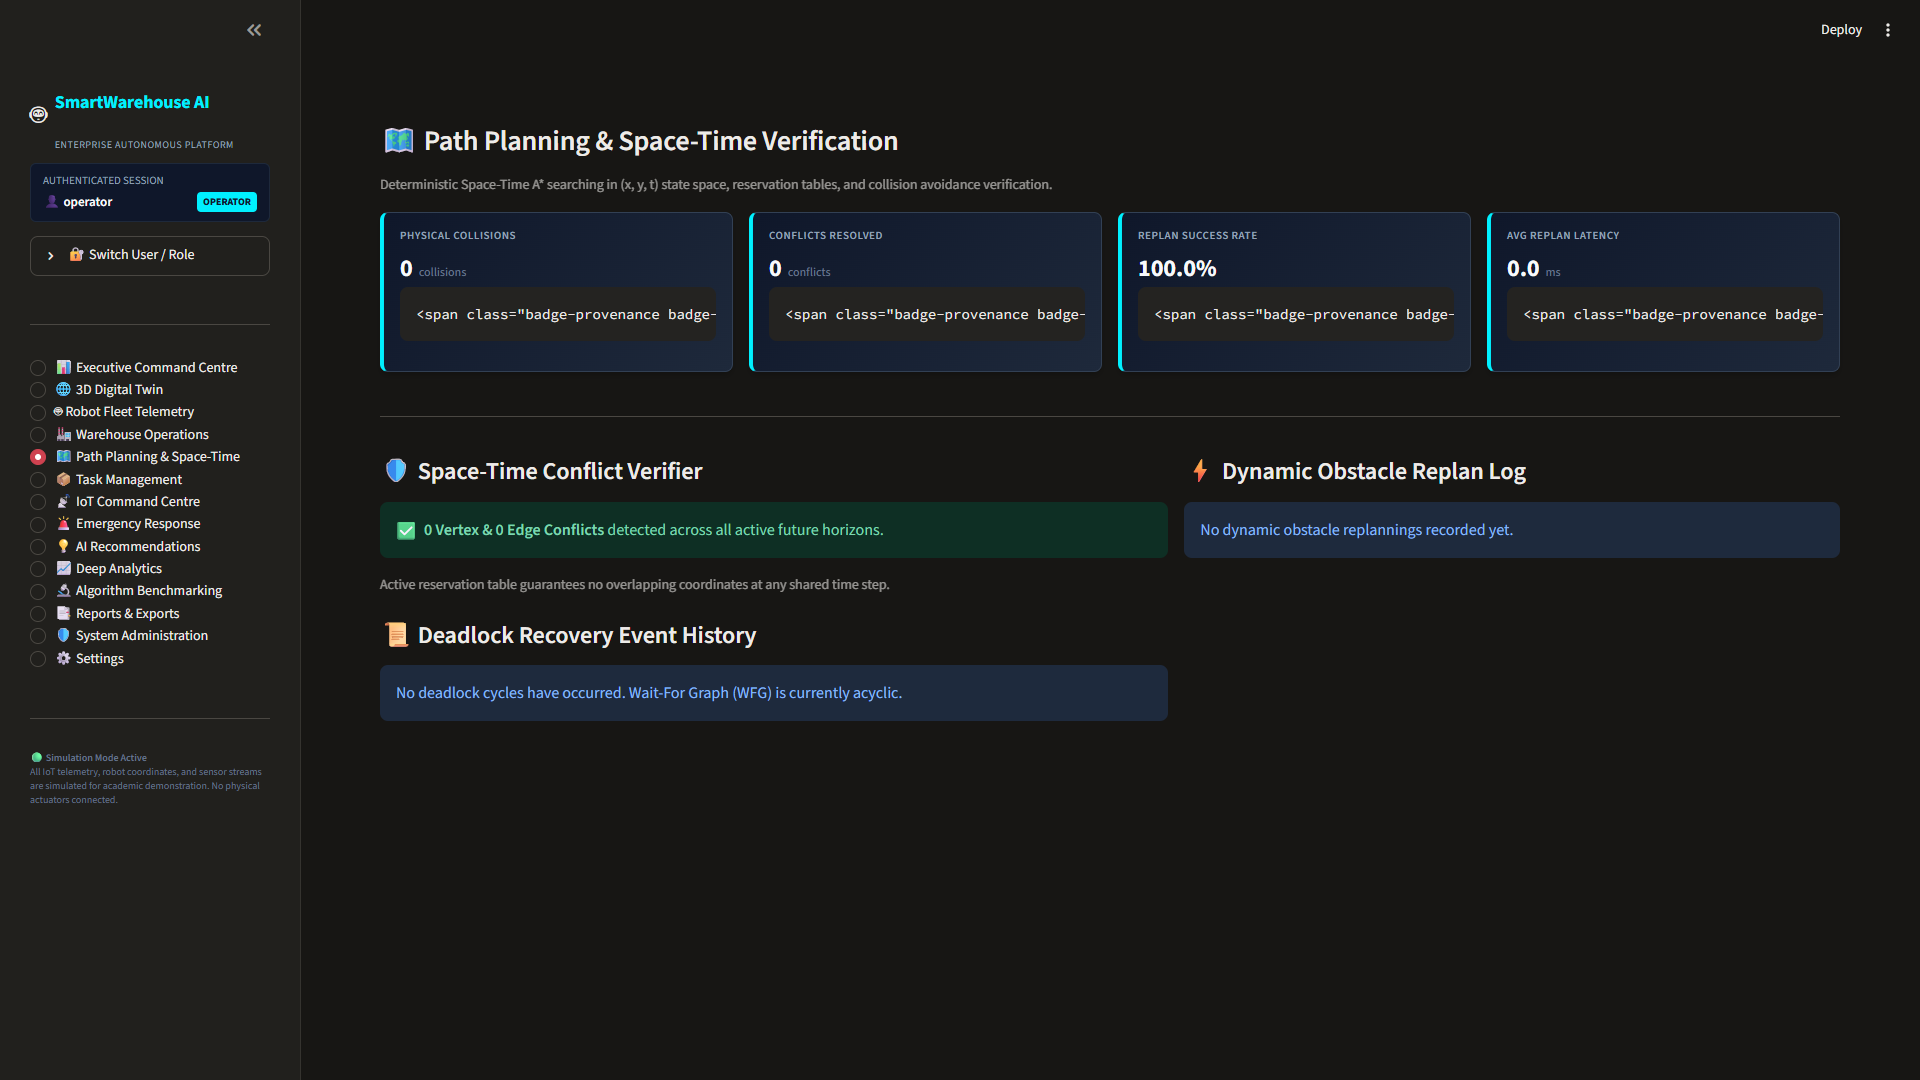 Deploy
SmartWarehouse AI
ENTERPRISE AUTONOMOUS PLATFORM
AUTHENTICATED SESSION
operator
OPERATOR
Switch User / Role
Executive Command Centre
3D Digital Twin
Robot Fleet Telemetry
Warehouse Operations
Path Planning & Space-Time
Task Management
IoT Command Centre
Emergency Response
AI Recommendations
Deep Analytics
Algorithm Benchmarking
Reports & Exports
System Administration
Settings
Simulation Mode Active
All IoT telemetry, robot coordinates, and sensor streams
are simulated for academic demonstration. No physical
actuators connected.
Path Planning & Space-Time Verification
Deterministic Space-Time A* searching in (x, y, t) state space, reservation tables, and collision avoidance verification.
PHYSICAL COLLISIONS
0 collisions
<span class="badge-provenance badge-
CONFLICTS RESOLVED
0 conflicts
<span class="badge-provenance badge-
REPLAN SUCCESS RATE
100.0%
<span class="badge-provenance badge-
AVG REPLAN LATENCY
0.0 ms
<span class="badge-provenance badge-
Space-Time Conflict Verifier
0 Vertex & 0 Edge Conflicts detected across all active future horizons.
Active reservation table guarantees no overlapping coordinates at any shared time step.
Deadlock Recovery Event History
No deadlock cycles have occurred. Wait-For Graph (WFG) is currently acyclic.
Dynamic Obstacle Replan Log
No dynamic obstacle replannings recorded yet.